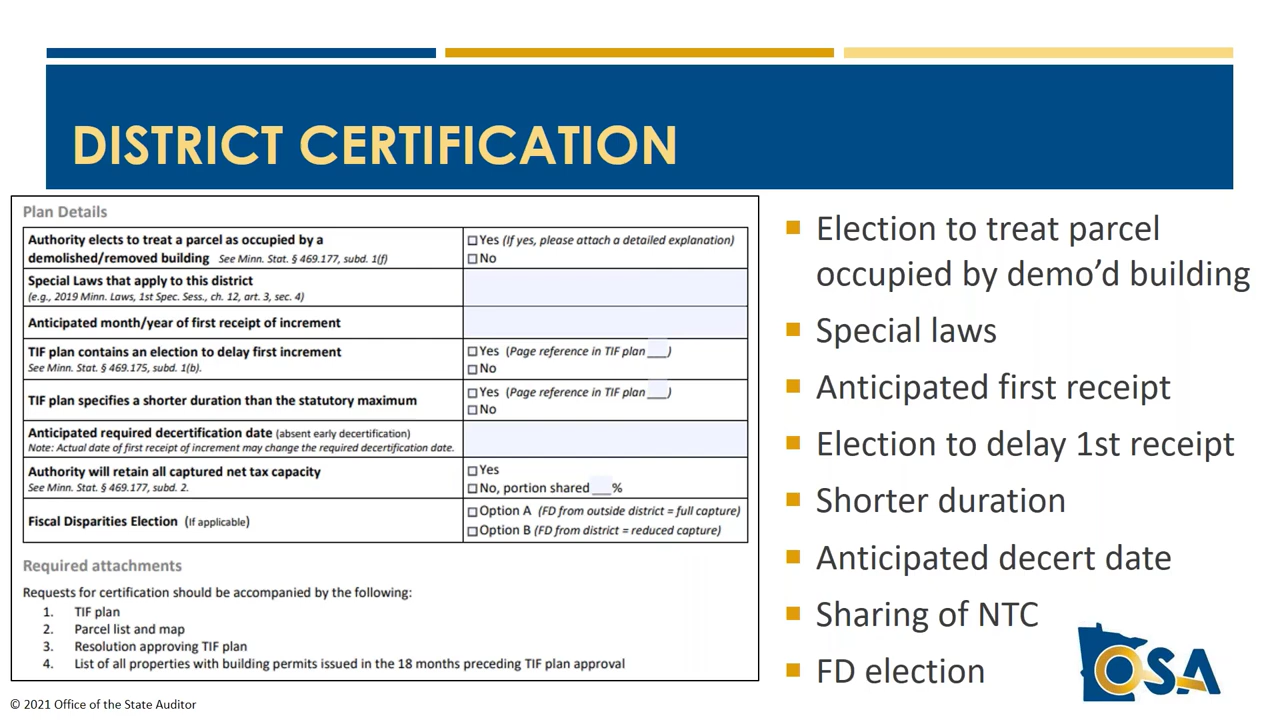 DISTRICT CERTIFICATION
Plan Details
Authority elects to treat a parcel as occupied by a
demolished/removed building See Minn. Stat. § 469.177, subd. 1(f)
Yes (If yes, please attach a detailed explanation)
No
Special Laws that apply to this district
(e.g., 2019 Minn. Laws, 1st Spec. Sess., ch. 12, art. 3, sec. 4)
Anticipated month/year of first receipt of increment
TIF plan contains an election to delay first increment
See Minn. Stat. § 469.175, subd. 1(b).
Yes (Page reference in TIF plan ___)
No
TIF plan specifies a shorter duration than the statutory maximum
Yes (Page reference in TIF plan ___)
No
Anticipated required decertification date (absent early decertification)
Note: Actual date of first receipt of increment may change the required decertification date.
Authority will retain all captured net tax capacity
See Minn. Stat. § 469.177, subd. 2.
Yes
No, portion shared ___%
Fiscal Disparities Election (If applicable)
Option A (FD from outside district = full capture)
Option B (FD from district = reduced capture)
Required attachments
Requests for certification should be accompanied by the following:
1. TIF plan
2. Parcel list and map
3. Resolution approving TIF plan
4. List of all properties with building permits issued in the 18 months preceding TIF plan approval
Election to treat parcel
occupied by demo’d building
Special laws
Anticipated first receipt
Election to delay 1st receipt
Shorter duration
Anticipated decert date
Sharing of NTC
FD election
OSA
© 2021 Office of the State Auditor